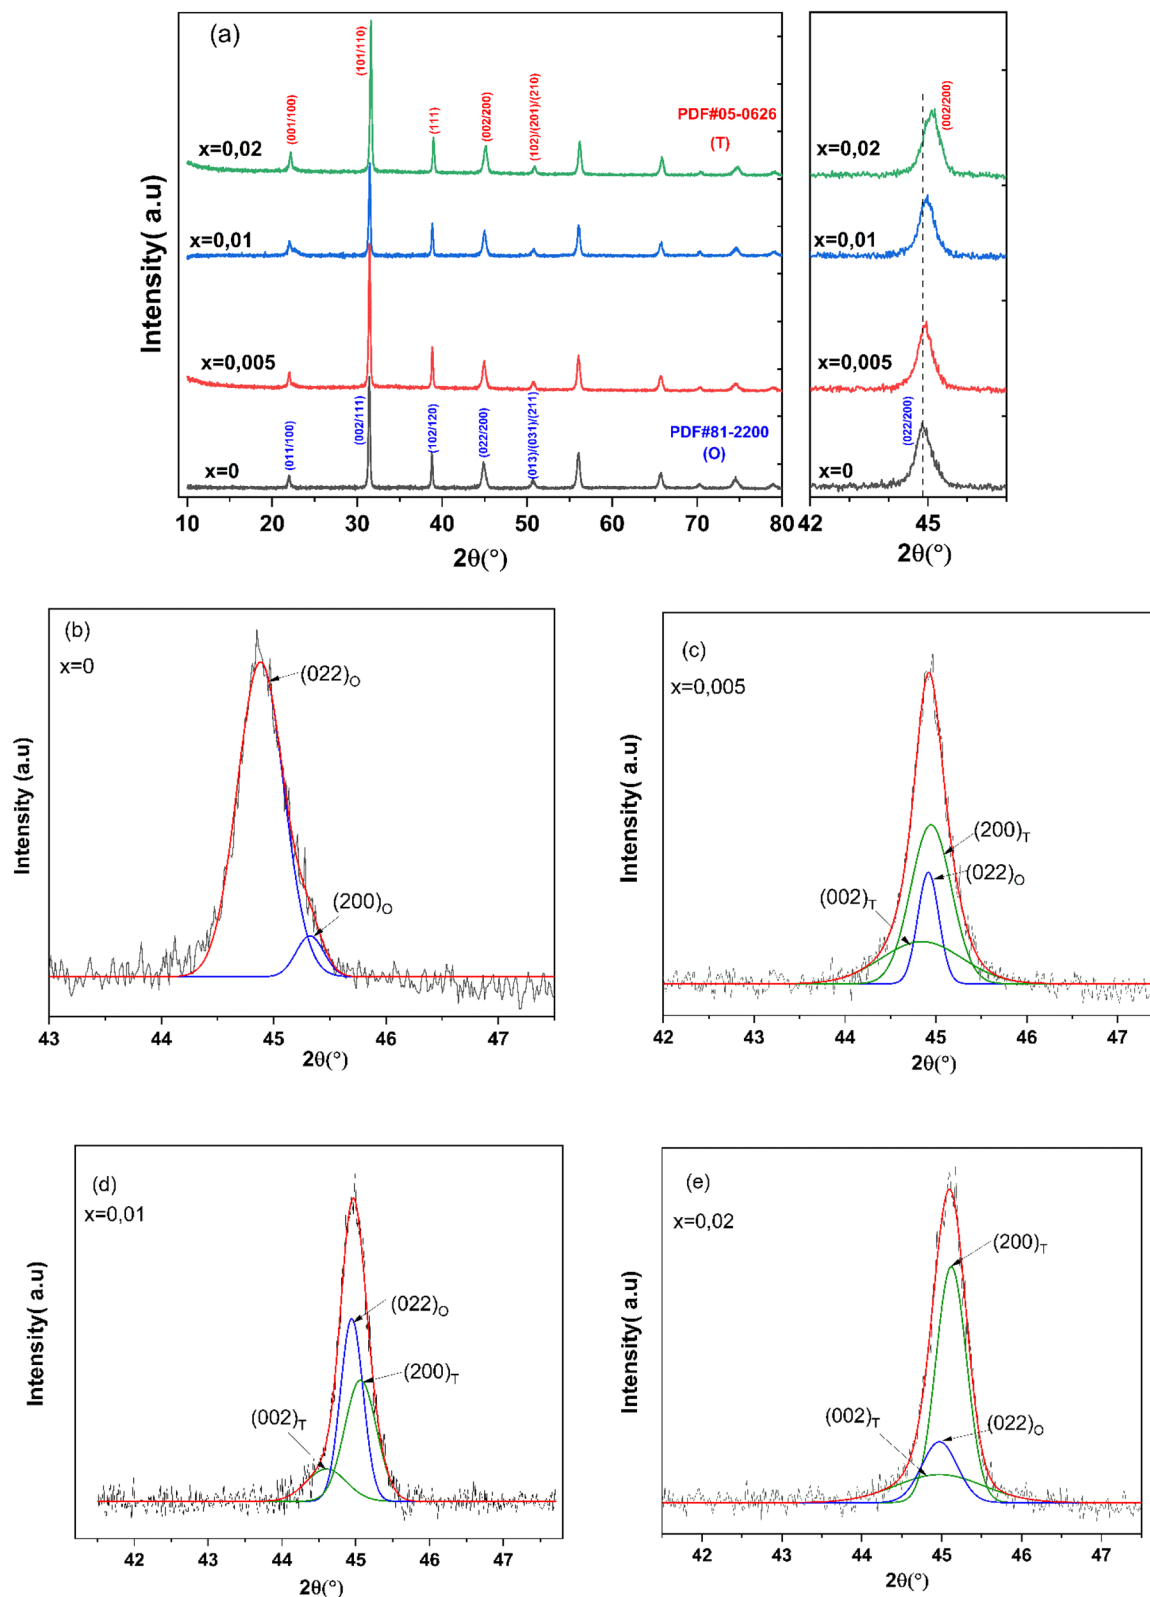 (a)
Intensity( a.u)
(001/100)
(101/110)
(111)
(002/200)
(102)/(201)/(210)
PDF#05-0626
(T)
x=0,02
x=0,01
x=0,005
x=0
(011/100)
(002/111)
(102/120)
(022/200)
(013)/(031)/(211)
PDF#81-2200
(O)
10 20 30 40 50 60 70 80
2θ(°)
(002/200)
x=0,02
x=0,01
x=0,005
(022/200)
x=0
42 45
2θ(°)
(b)
x=0
(022)O
(200)O
Intensity (a.u)
43 44 45 46 47
2θ(°)
(c)
x=0,005
(200)T
(022)O
(002)T
Intensity( a.u)
42 43 44 45 46 47
2θ(°)
(d)
x=0,01
(022)O
(200)T
(002)T
Intensity( a.u)
42 43 44 45 46 47
2θ(°)
(e)
x=0,02
(200)T
(002)T
(022)O
Intensity( a.u)
42 43 44 45 46 47
2θ(°)